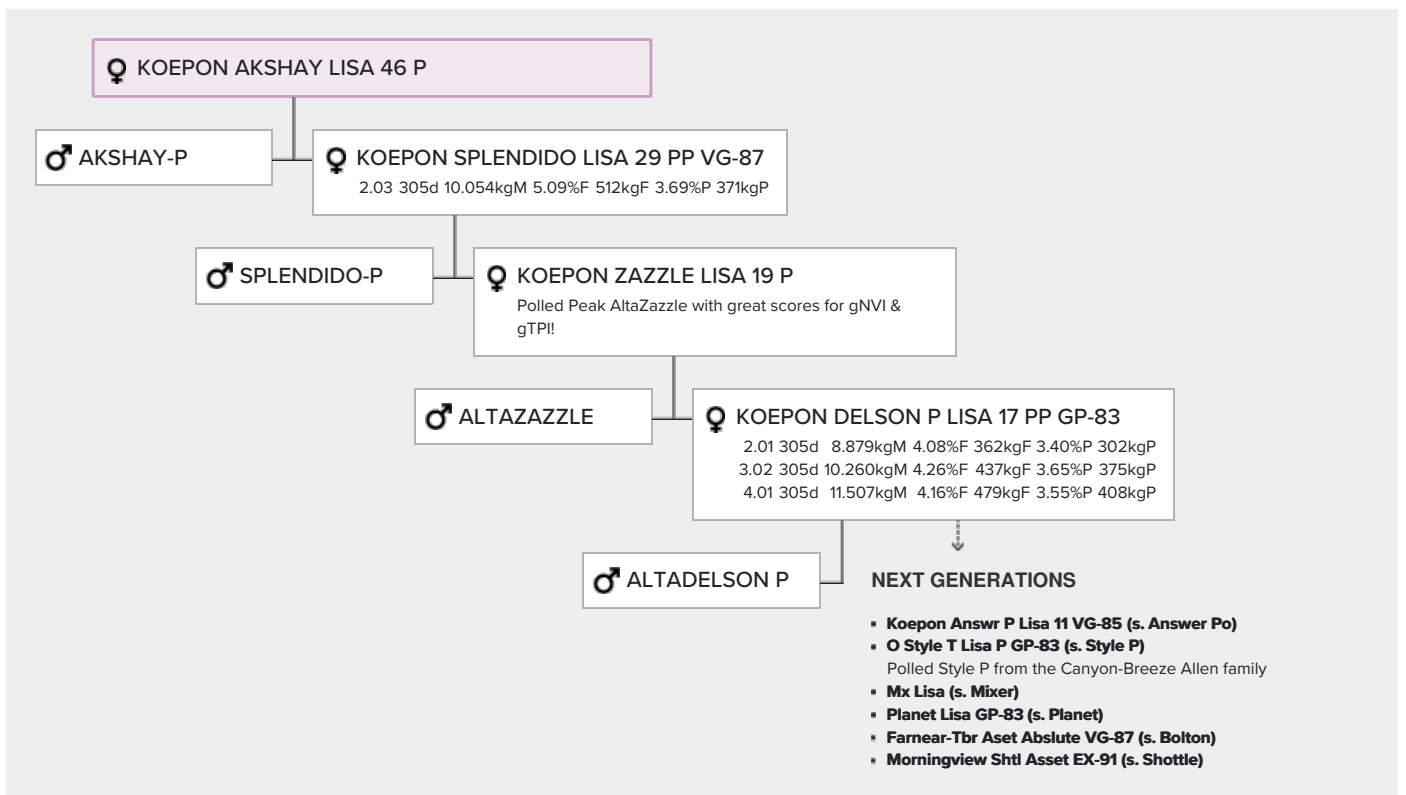 KOEPON AKSHAY LISA 46 P
AKSHAY-P
KOEPON SPLENDIDO LISA 29 PP VG-87
2.03 305d 10.054kgM 5.09%F 512kgF 3.69%P 371kgP
SPLENDIDO-P
KOEPON ZAZZLE LISA 19 P
Polled Peak AltaZazzle with great scores for gNVI &
gTPI!
ALTAZAZZLE
KOEPON DELSON P LISA 17 PP GP-83
2.01 305d 8.879kgM 4.08%F 362kgF 3.40%P 302kgP
3.02 305d 10.260kgM 4.26%F 437kgF 3.65%P 375kgP
4.01 305d 11.507kgM 4.16%F 479kgF 3.55%P 408kgP
ALTADELSON P
NEXT GENERATIONS
Koepon Answr P Lisa 11 VG-85 (s. Answer Po)
O Style T Lisa P GP-83 (s. Style P)
Polled Style P from the Canyon-Breeze Allen family
Mx Lisa (s. Mixer)
Planet Lisa GP-83 (s. Planet)
Farnear-Tbr Aset Abslute VG-87 (s. Bolton)
Morningview Shtl Asset EX-91 (s. Shottle)